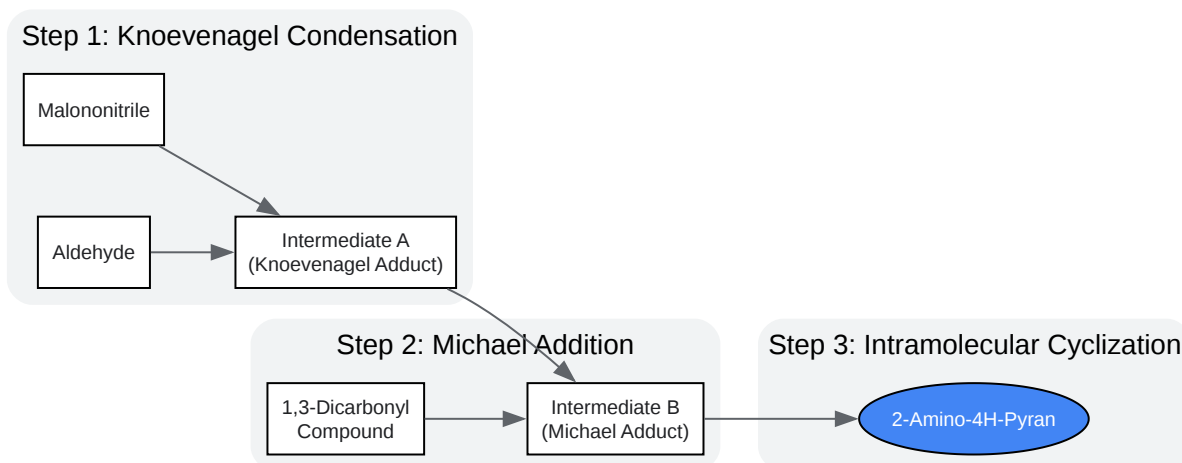 Step 1: Knoevenagel Condensation
Malononitrile
Aldehyde
Intermediate A
(Knoevenagel Adduct)
Step 2: Michael Addition
1,3-Dicarbonyl
Compound
Intermediate B
(Michael Adduct)
Step 3: Intramolecular Cyclization
2-Amino-4H-Pyran